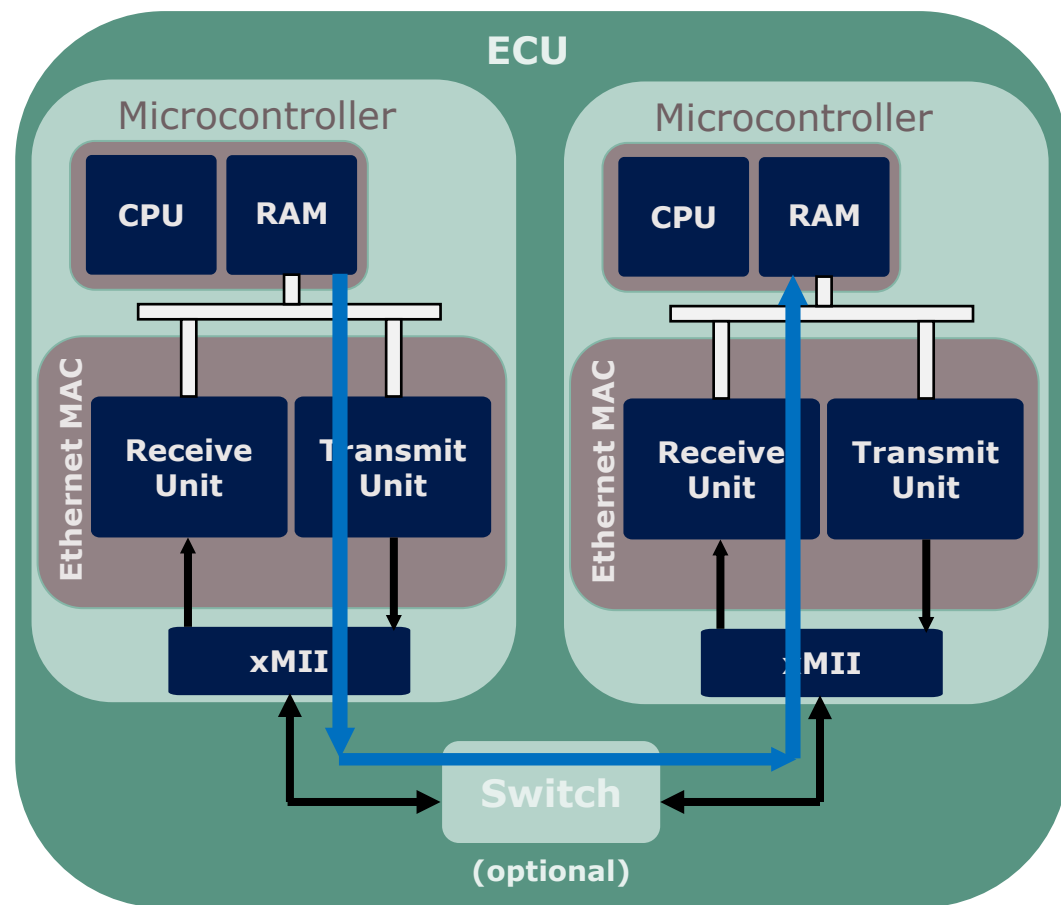 ECU
Microcontroller
CPU
RAM
Ethernet MAC
Receive
Unit
Transmit
Unit
xMII
Microcontroller
CPU
RAM
Ethernet MAC
Receive
Unit
Transmit
Unit
xMII
Switch
(optional)